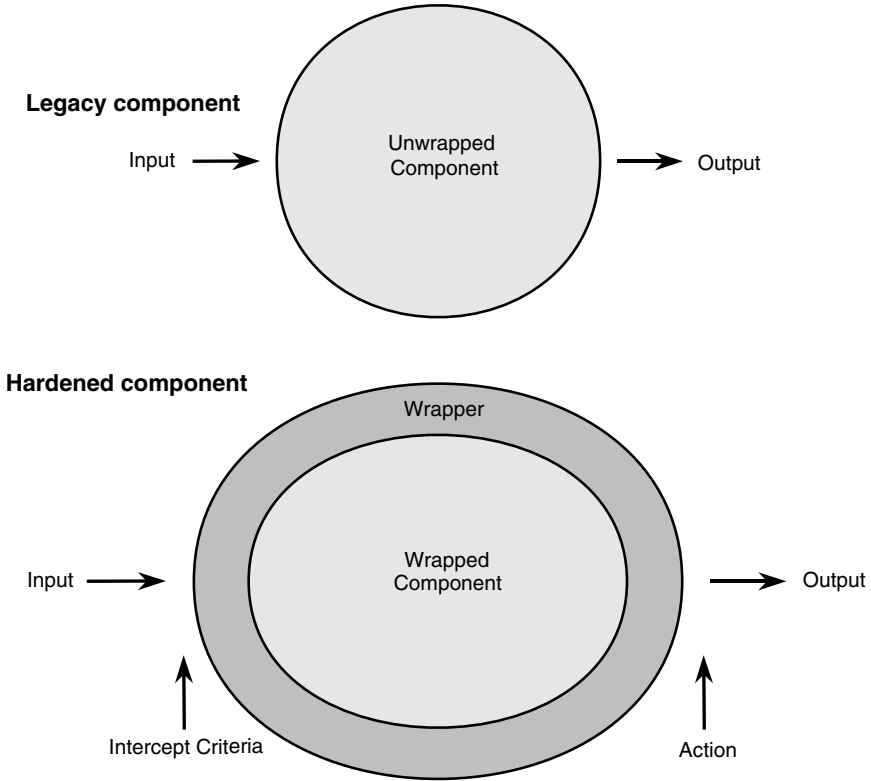 Legacy component
Unwrapped
Component
Input
Output
Hardened component
Wrapper
Wrapped
Component
Input
Output
Intercept Criteria
Action